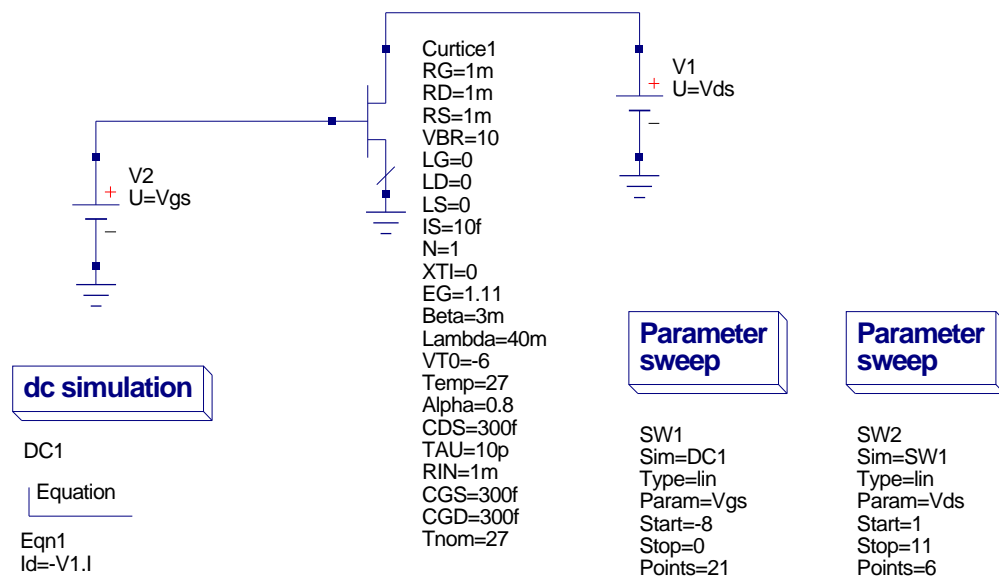 Curtice1
RG=1m
RD=1m
RS=1m
VBR=10
LG=0
LD=0
LS=0
IS=10f
N=1
XTI=0
EG=1.11
Beta=3m
Lambda=40m
VT0=-6
Temp=27
Alpha=0.8
CDS=300f
TAU=10p
RIN=1m
CGS=300f
CGD=300f
Tnom=27
V1
U=Vds
V2
U=Vgs
dc simulation
DC1
Equation
Eqn1
Id=-V1.I
Parameter
sweep
SW1
Sim=DC1
Type=lin
Param=Vgs
Start=-8
Stop=0
Points=21
Parameter
sweep
SW2
Sim=SW1
Type=lin
Param=Vds
Start=1
Stop=11
Points=6